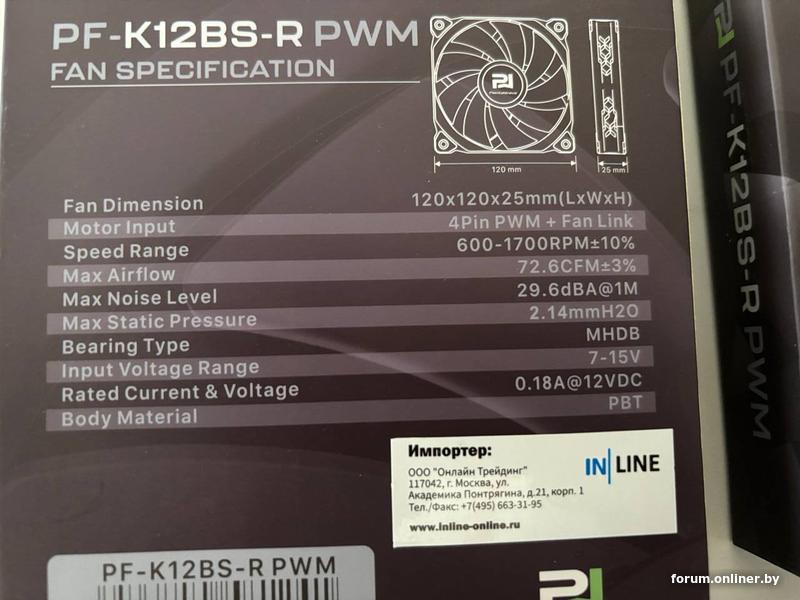 PF-K12BS-R PWM
FAN SPECIFICATION
120 mm
25 mm
Fan Dimension 120x120x25mm(LxWxH)
Motor Input 4Pin PWM + Fan Link
Speed Range 600-1700RPM±10%
Max Airflow 72.6CFM±3%
Max Noise Level 29.6dBA@1M
Max Static Pressure 2.14mmH2O
Bearing Type MHDB
Input Voltage Range 7-15V
Rated Current & Voltage 0.18A@12VDC
Body Material PBT
Импортер:
ООО "Онлайн Трейдинг"
117042, г. Москва, ул.
Академика Понтрягина, д.21, корп. 1
Тел./Факс: +7(495) 663-31-95
www.inline-online.ru
IN|LINE
PF-K12BS-R PWM
PF-K12BS-R PWM
forum.onliner.by